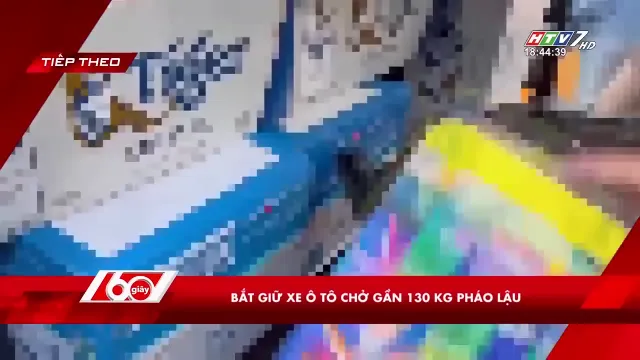 TIẾP THEO
HTV7 HD
18:44:39
Tigger
60 giây
BẮT GIỮ XE Ô TÔ CHỞ GẦN 130 KG PHÁO LẬU